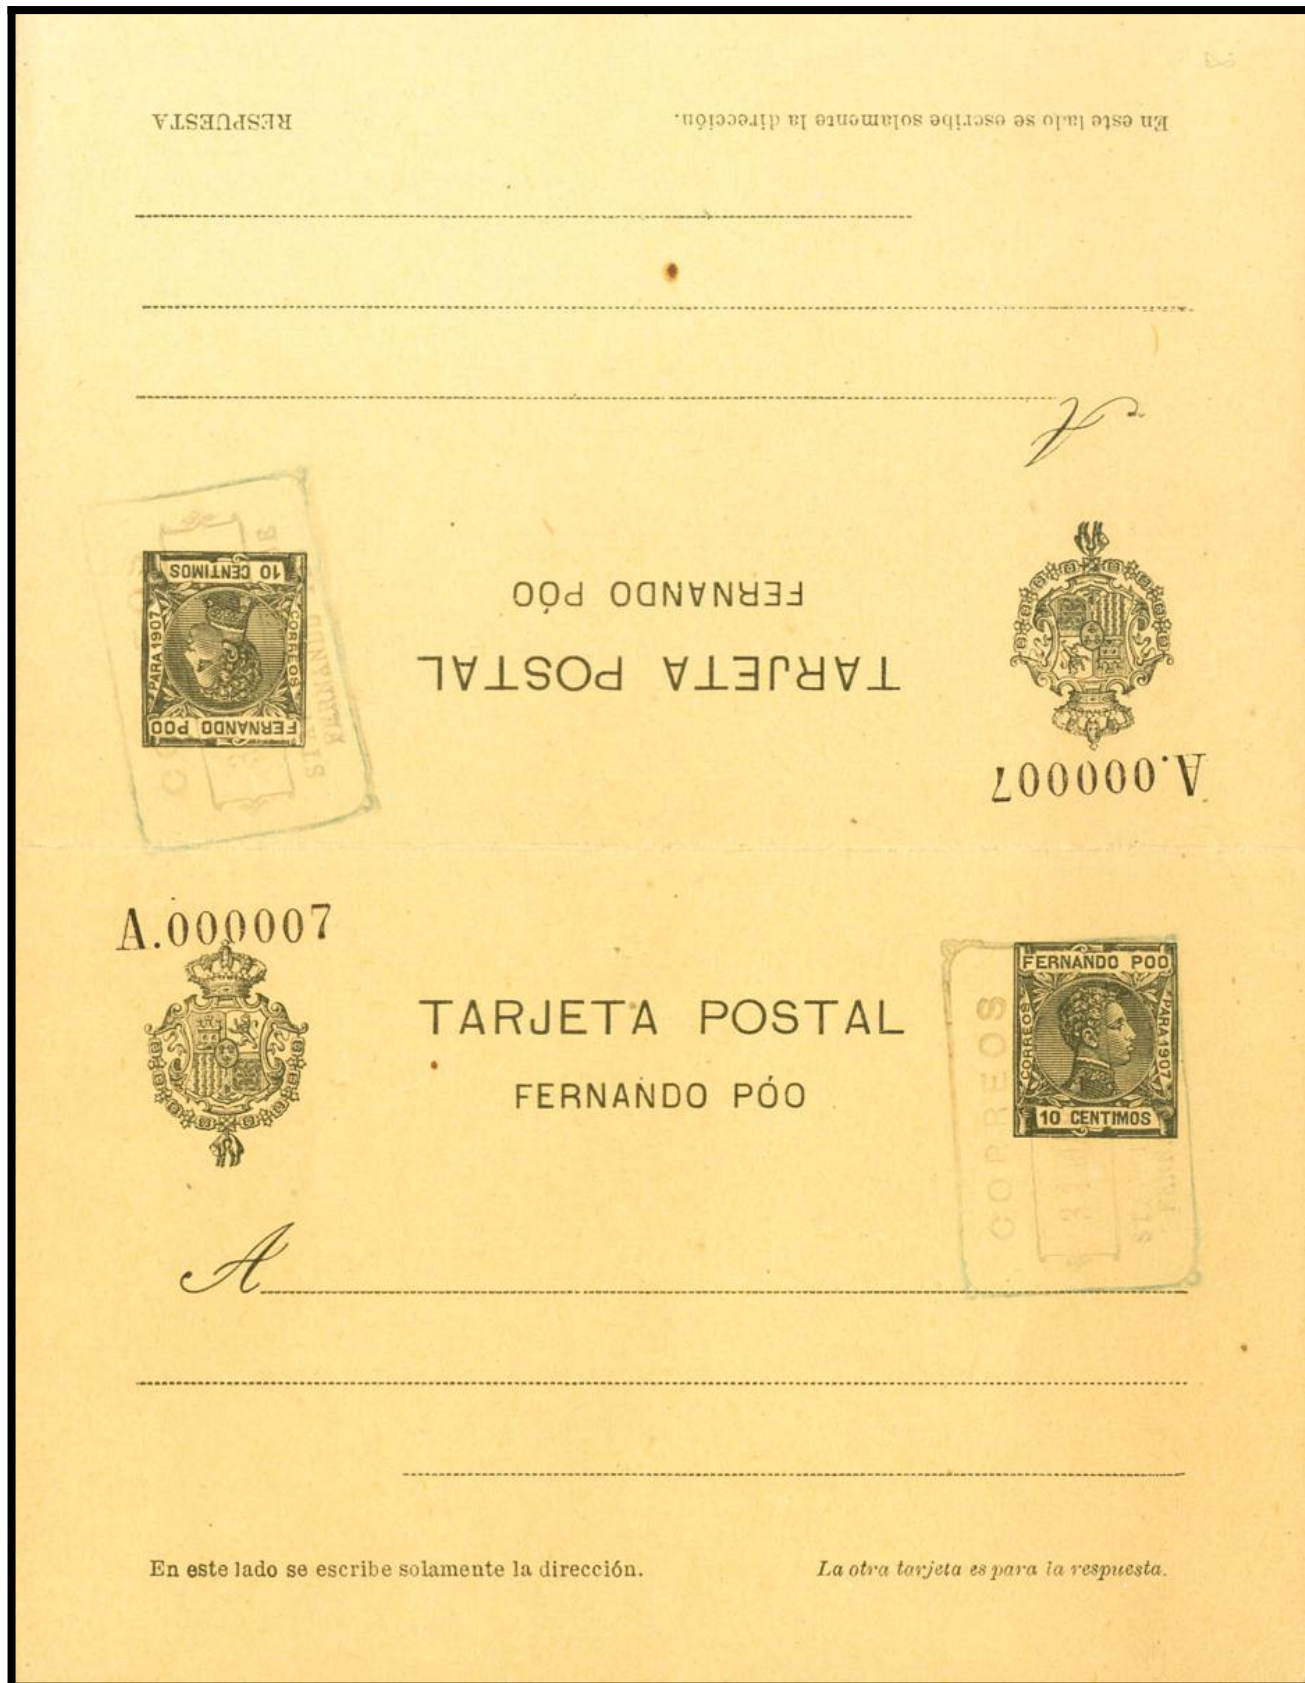 RESPUESTA
En este lado se escribe solamente la dirección.
A
10 CENTIMOS
CORREOS
PARA 1907
FERNANDO POO
FERNANDO PÓO
TARJETA POSTAL
A.000007
A.000007
TARJETA POSTAL
FERNANDO PÓO
FERNANDO POO
CORREOS
PARA 1907
10 CENTIMOS
CORREOS
31
A
En este lado se escribe solamente la dirección.
La otra tarjeta es para la respuesta.